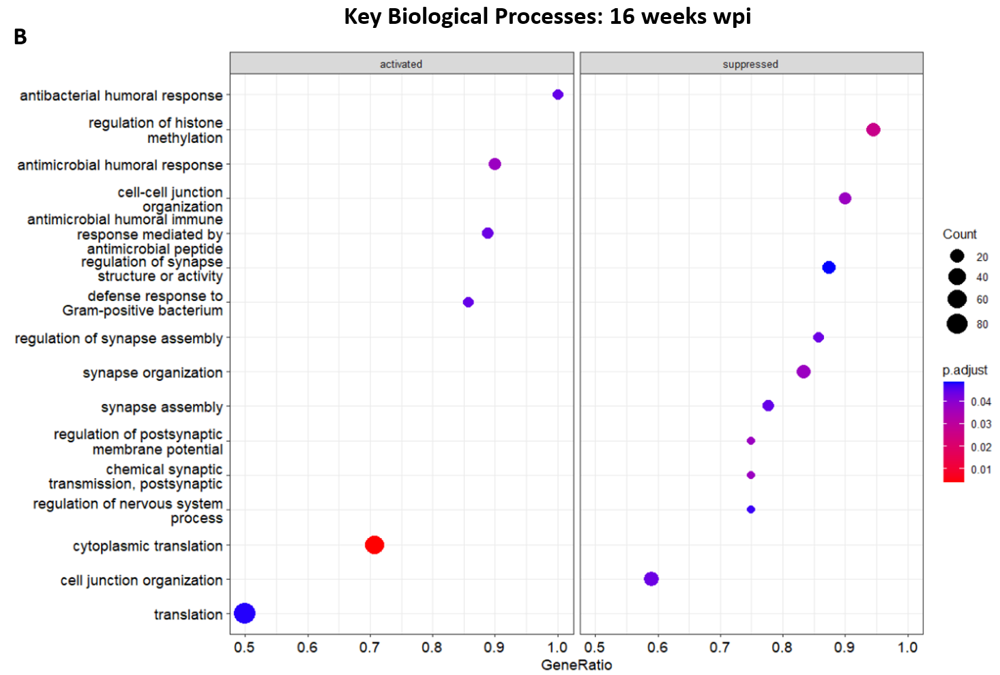 Key Biological Processes: 16 weeks wpi
B
activated
suppressed
antibacterial humoral response
regulation of histone
methylation
antimicrobial humoral response
cell-cell junction
organization
antimicrobial humoral immune
response mediated by
antimicrobial peptide
regulation of synapse
structure or activity
defense response to
Gram-positive bacterium
regulation of synapse assembly
synapse organization
synapse assembly
regulation of postsynaptic
membrane potential
chemical synaptic
transmission, postsynaptic
regulation of nervous system
process
cytoplasmic translation
cell junction organization
translation
0.5 0.6 0.7 0.8 0.9 1.0
0.5 0.6 0.7 0.8 0.9 1.0
GeneRatio
Count
20
40
60
80
p.adjust
0.04
0.03
0.02
0.01